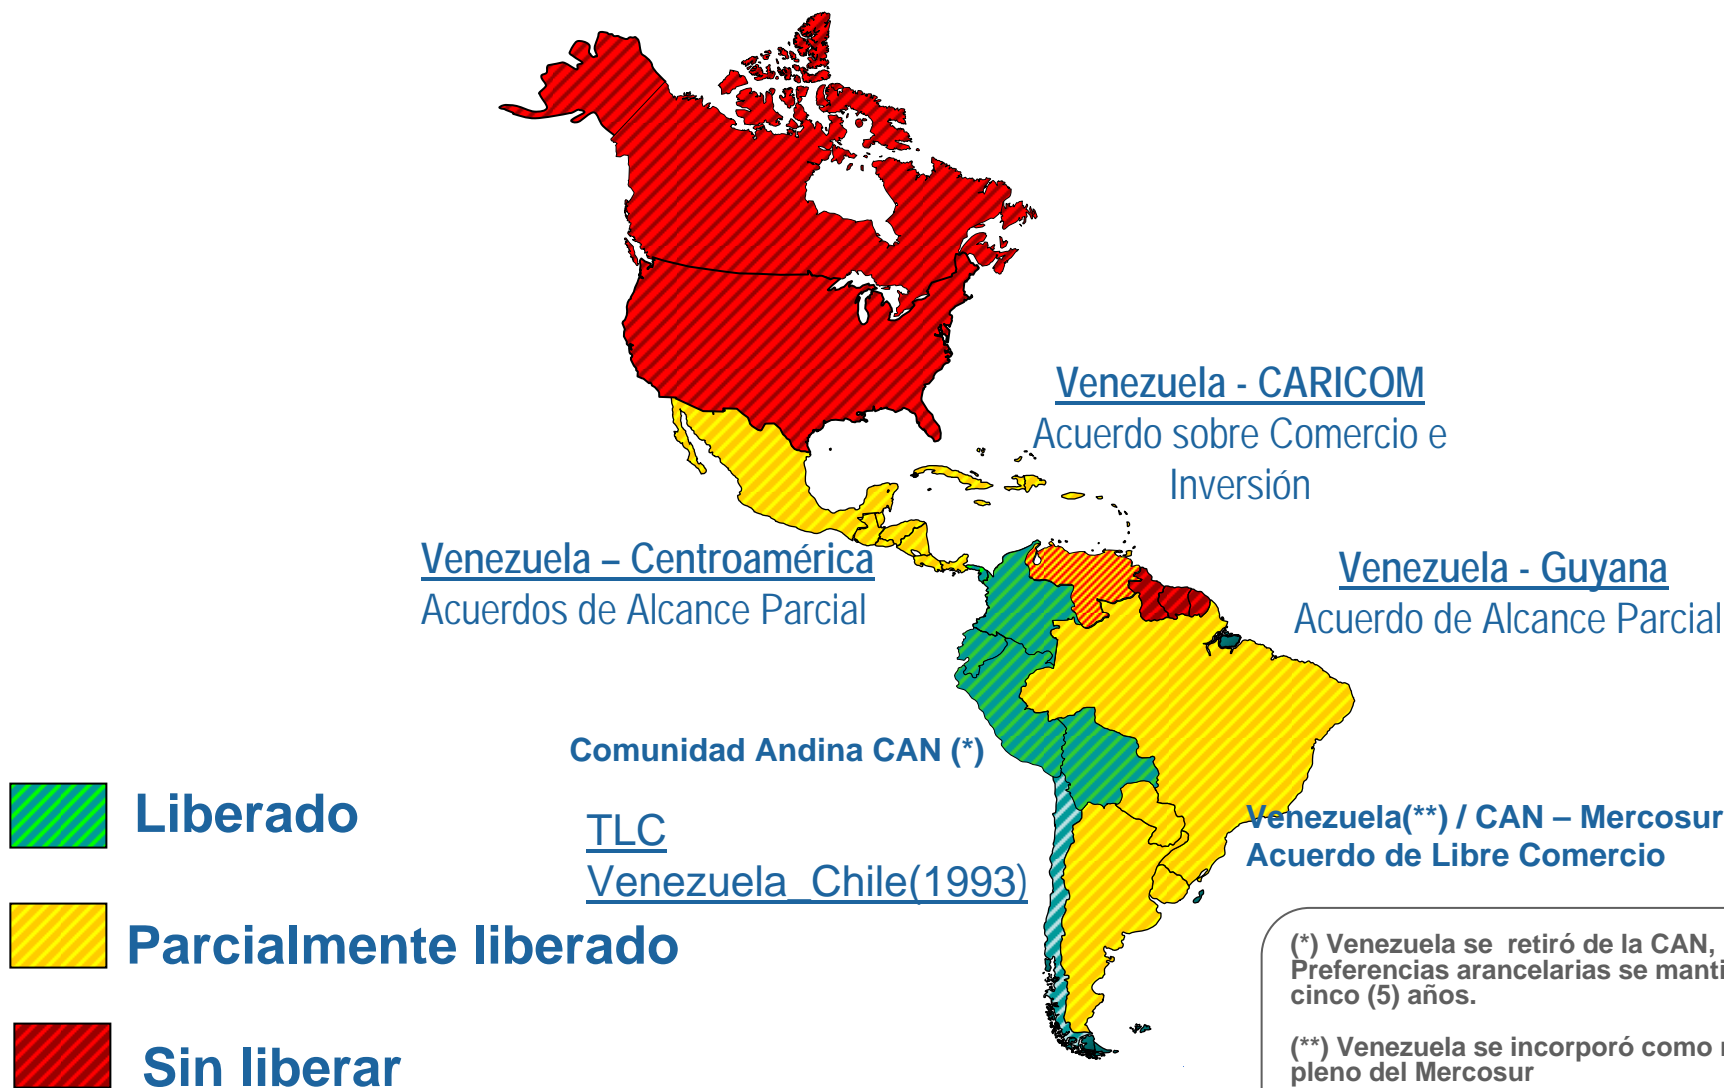 Venezuela - CARICOM
Acuerdo sobre Comercio e
Inversión
Venezuela – Centroamérica
Acuerdos de Alcance Parcial
Venezuela - Guyana
Acuerdo de Alcance Parcial
Comunidad Andina CAN (*)
Liberado
TLC
Venezuela_Chile(1993)
Venezuela(**) / CAN – Mercosur
Acuerdo de Libre Comercio
Parcialmente liberado
(*) Venezuela se retiró de la CAN,
Preferencias arancelarias se
cinco (5) años.
(**) Venezuela se incorporó como
pleno del Mercosur
Sin liberar